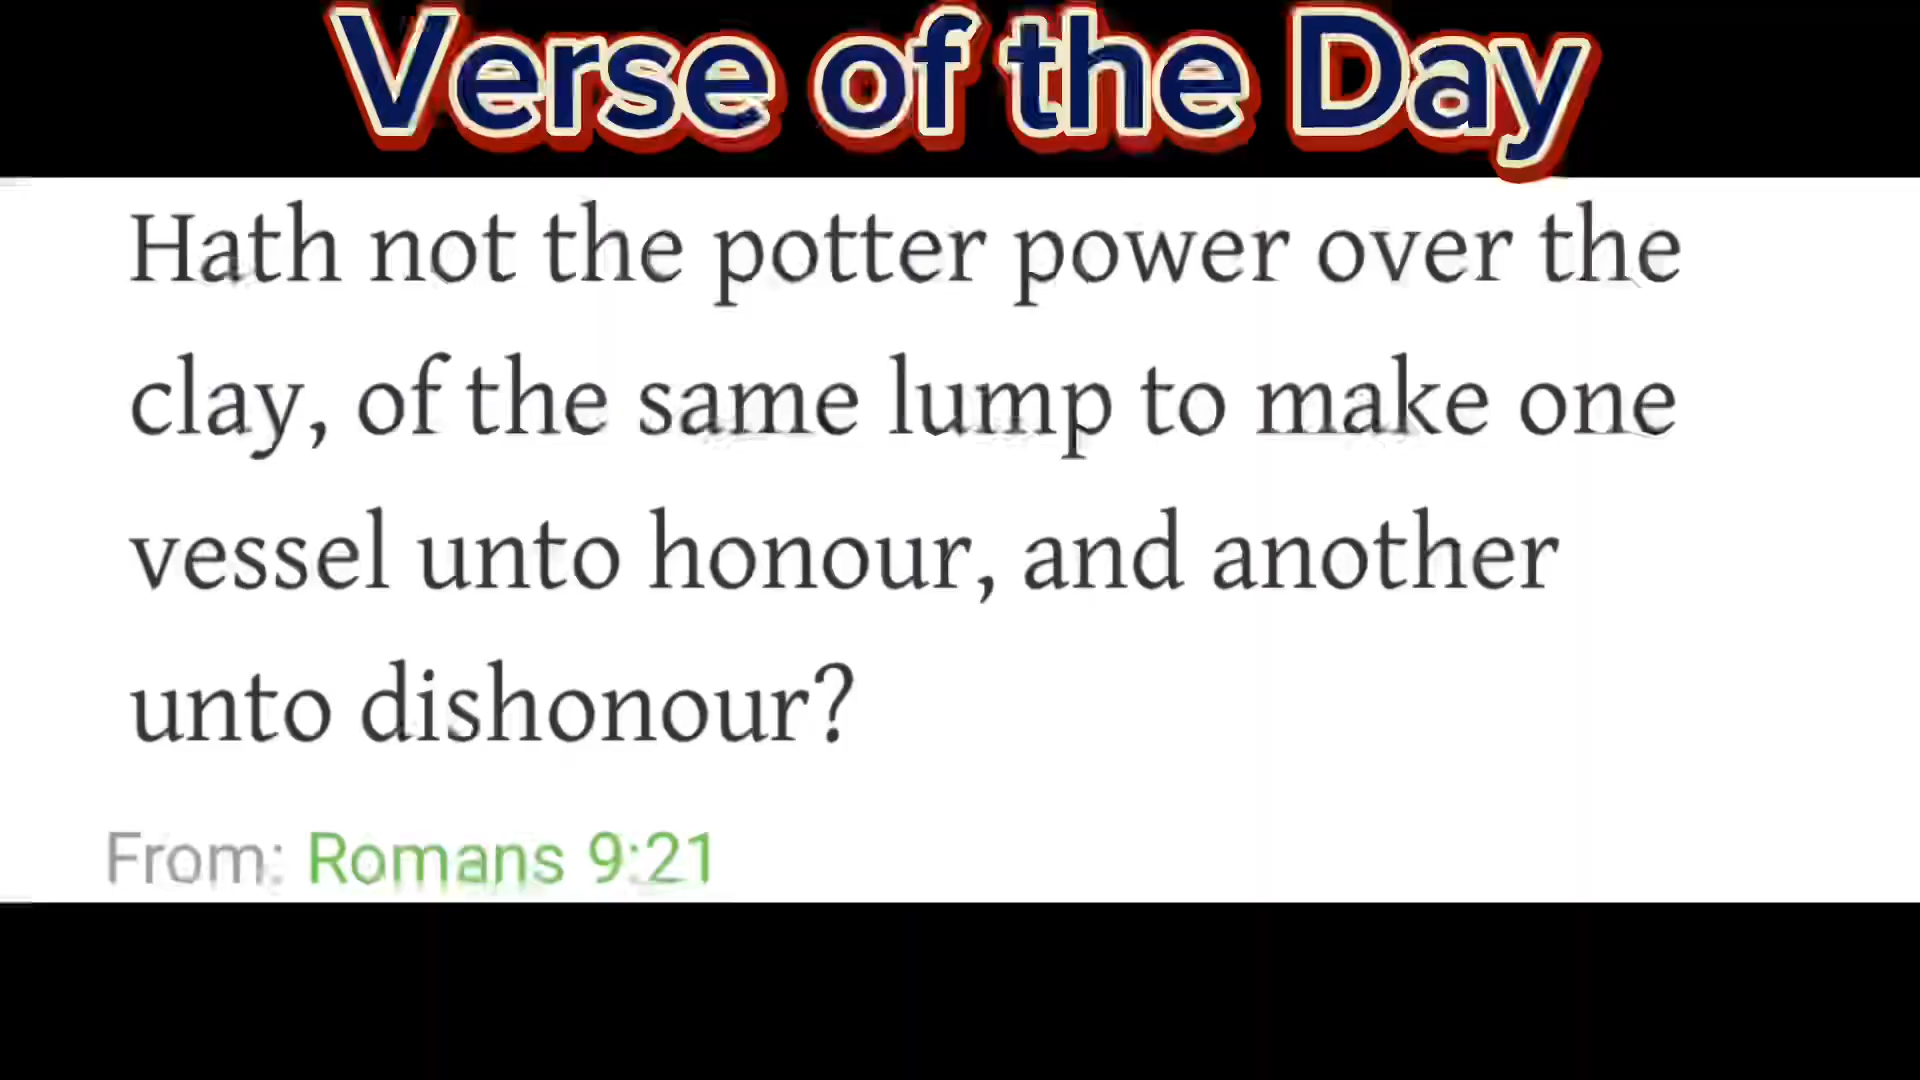 Verse of the Day
Hath not the potter power over the
clay, of the same lump to make one
vessel unto honour, and another
unto dishonour?
From: Romans 9:21